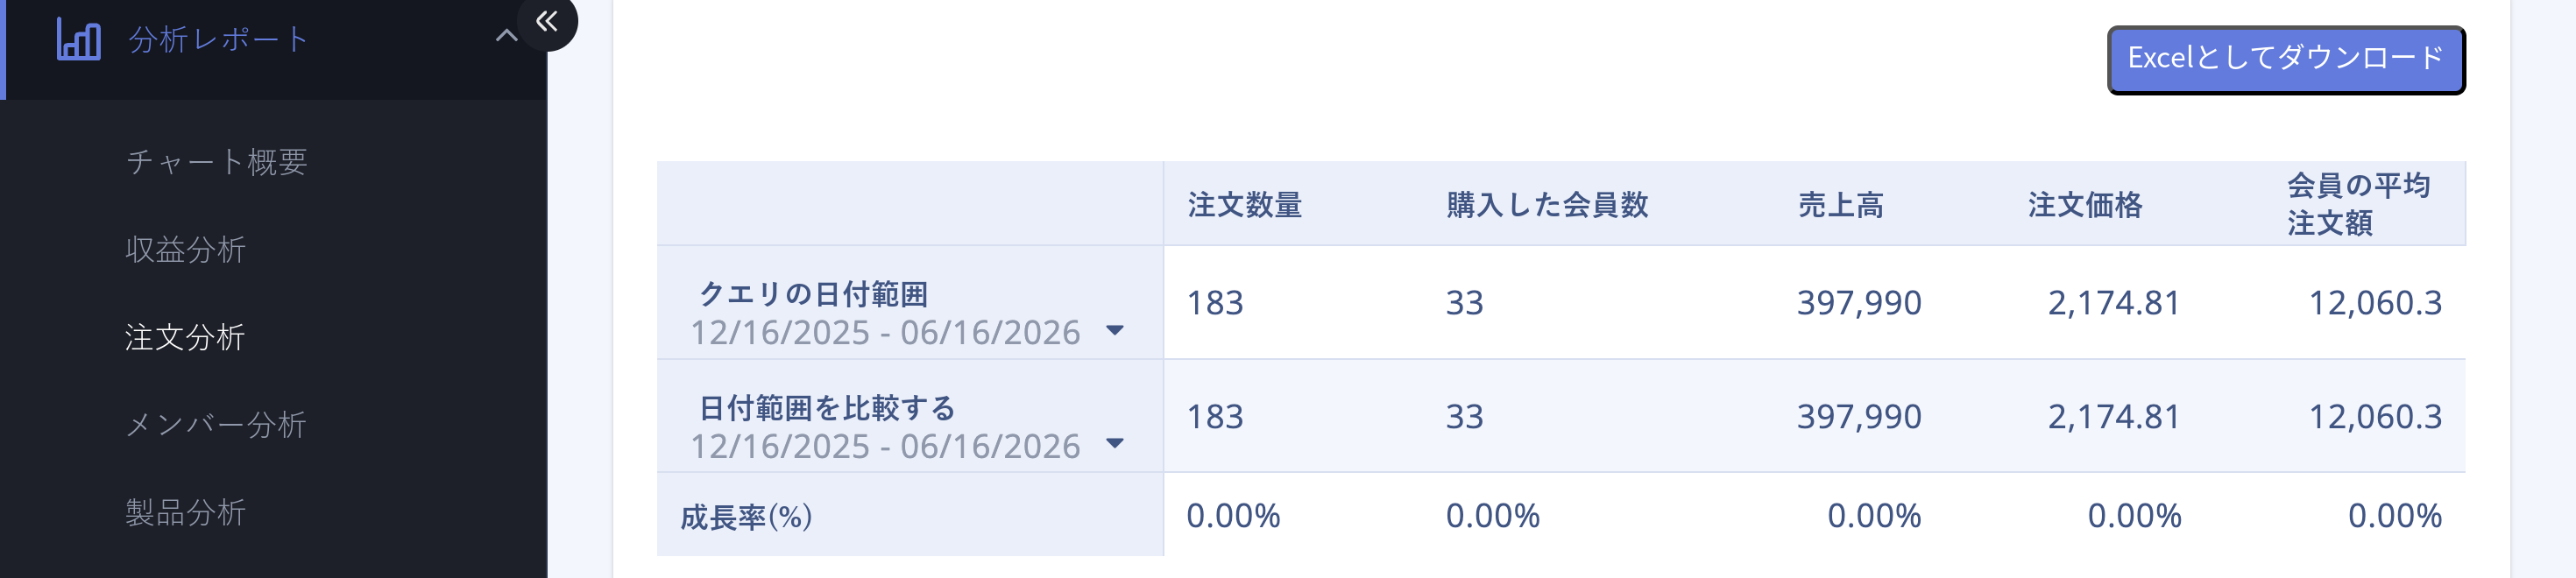 分析レポート
チャート概要
収益分析
注文分析
メンバー分析
製品分析
Excelとしてダウンロード
注文数量 購入した会員数 売上高 注文価格 会員の平均
注文額
クエリの日付範囲
12/16/2025 - 06/16/2026 183 33 397,990 2,174.81 12,060.3
日付範囲を比較する
12/16/2025 - 06/16/2026 183 33 397,990 2,174.81 12,060.3
成長率(%) 0.00% 0.00% 0.00% 0.00% 0.00%